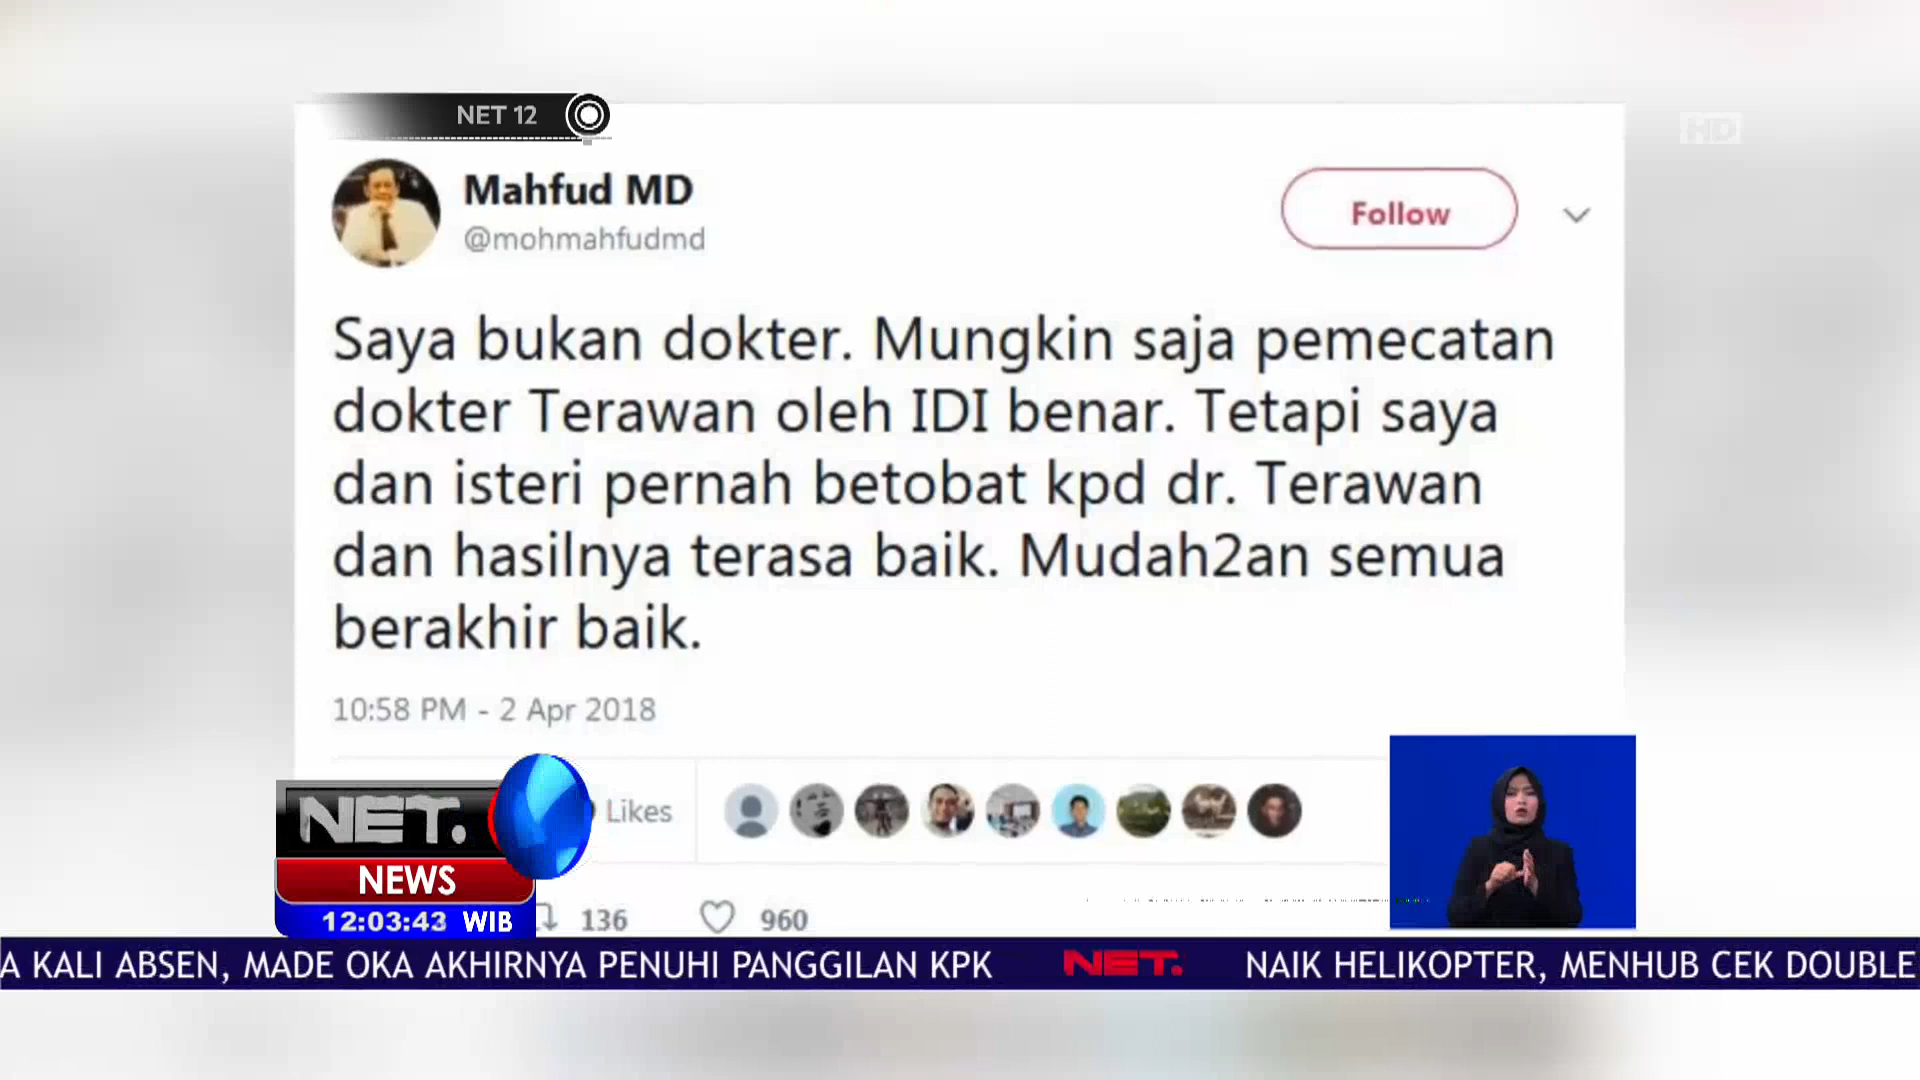 NET 12
HD
Mahfud MD
@mohmahfudmd
Follow
Saya bukan dokter. Mungkin saja pemecatan
dokter Terawan oleh IDI benar. Tetapi saya
dan isteri pernah betobat kpd dr. Terawan
dan hasilnya terasa baik. Mudah2an semua
berakhir baik.
10:58 PM - 2 Apr 2018
Likes
136
960
NET.
NEWS
12:03:43 WIB
A KALI ABSEN, MADE OKA AKHIRNYA PENUHI PANGGILAN KPK NET. NAIK HELIKOPTER, MENHUB CEK DOUBLE